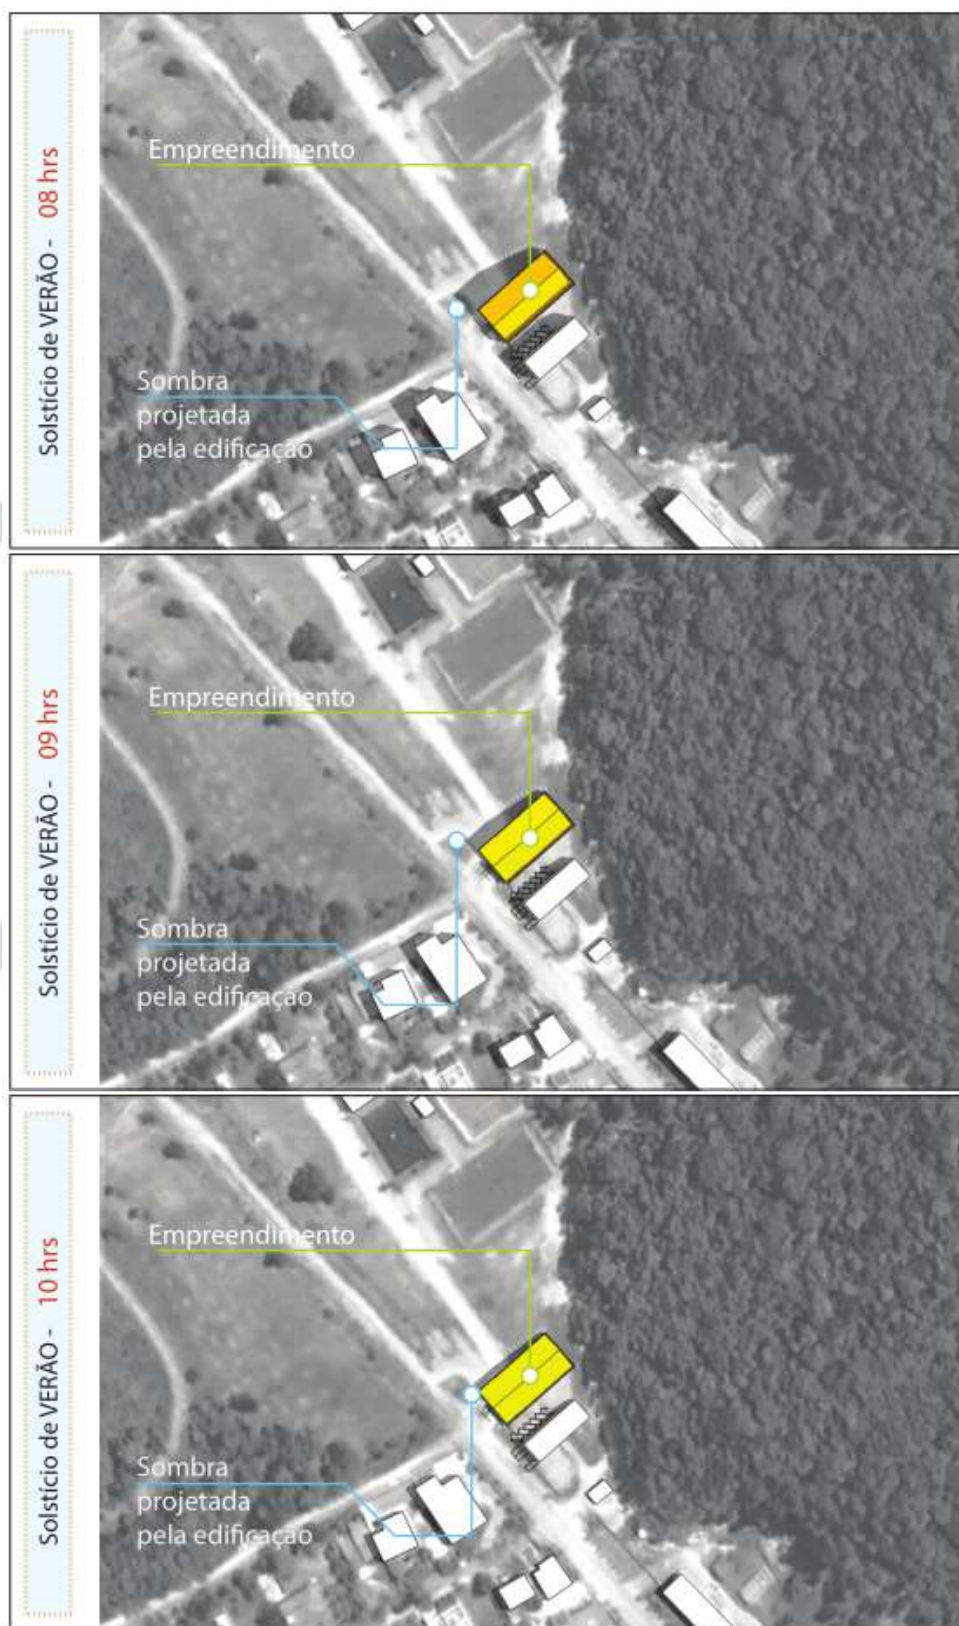 Solstício de VERÃO - 08 hrs
Empreendimento
Sombra
projetada
pela edificação
Solstício de VERÃO - 09 hrs
Empreendimento
Sombra
projetada
pela edificação
Solstício de VERÃO - 10 hrs
Empreendimento
Sombra
projetada
pela edificação